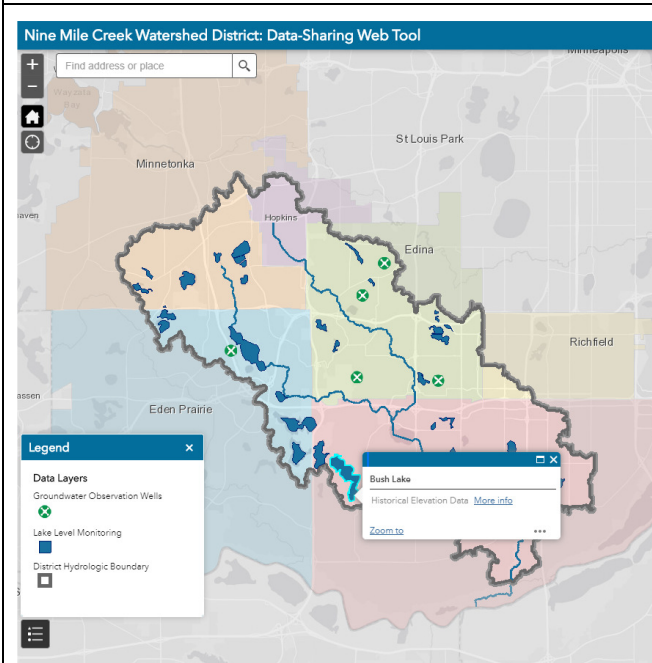 Nine Mile Creek Watershed District: Data-Sharing Web Tool
Minneapolis
+
Find address or place
−
Wayzata
Bay
St Louis Park
Minnetonka
Hopkins
Edina
Richfield
Eden Prairie
Legend
×
Data Layers
Groundwater Observation Wells
Lake Level Monitoring
District Hydrologic Boundary
Bush Lake
Historical Elevation Data More info
Zoom to
•••